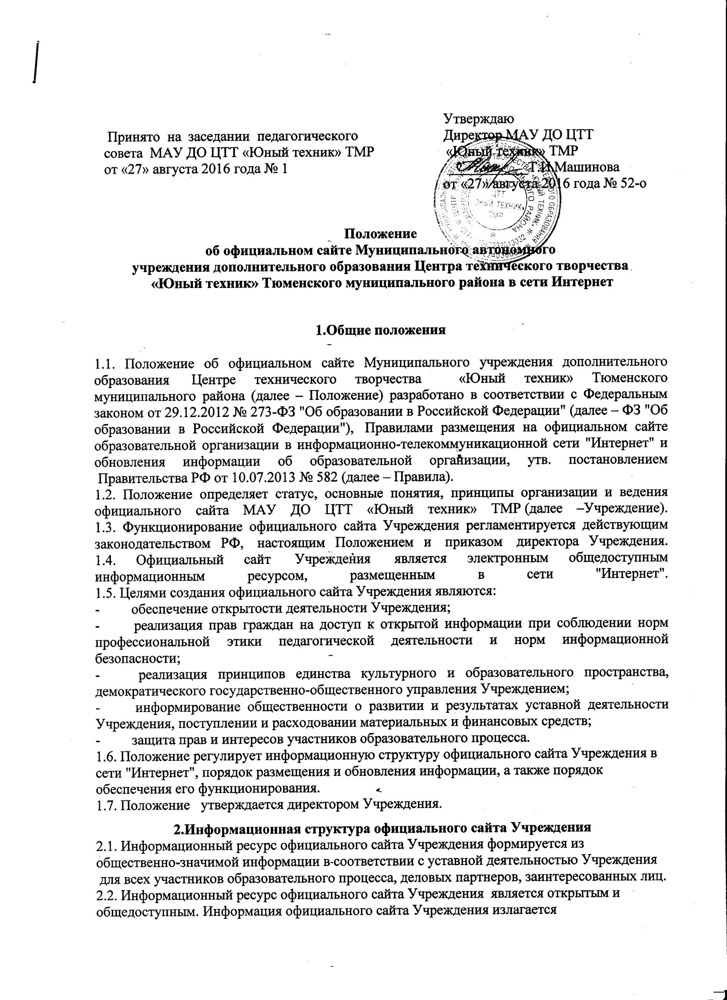 Принято на заседании педагогического
совета МАУ ДО ЦТТ «Юный техник» ТМР
от «27» августа 2016 года № 1
Утверждаю
Директор МАУ ДО ЦТТ
«Юный техник» ТМР
Т.И.Машинова
от «27» августа 2016 года № 52-о
ЦТТ
ТЕХНИК»
ТМР
Положение
об официальном сайте Муниципального автономного
учреждения дополнительного образования Центра технического творчества
«Юный техник» Тюменского муниципального района в сети Интернет
1.Общие положения
1.1. Положение об официальном сайте Муниципального учреждения дополнительного
образования Центре технического творчества «Юный техник» Тюменского
муниципального района (далее – Положение) разработано в соответствии с Федеральным
законом от 29.12.2012 № 273-ФЗ "Об образовании в Российской Федерации" (далее – ФЗ "Об
образовании в Российской Федерации"), Правилами размещения на официальном сайте
образовательной организации в информационно-телекоммуникационной сети "Интернет" и
обновления информации об образовательной организации, утв. постановлением
Правительства РФ от 10.07.2013 № 582 (далее – Правила).
1.2. Положение определяет статус, основные понятия, принципы организации и ведения
официального сайта МАУ ДО ЦТТ «Юный техник» ТМР (далее –Учреждение).
1.3. Функционирование официального сайта Учреждения регламентируется действующим
законодательством РФ, настоящим Положением и приказом директора Учреждения.
1.4. Официальный сайт Учреждения является электронным общедоступным
информационным ресурсом, размещенным в сети "Интернет".
1.5. Целями создания официального сайта Учреждения являются:
- обеспечение открытости деятельности Учреждения;
- реализация прав граждан на доступ к открытой информации при соблюдении норм
профессиональной этики педагогической деятельности и норм информационной
безопасности;
- реализация принципов единства культурного и образовательного пространства,
демократического государственно-общественного управления Учреждением;
- информирование общественности о развитии и результатах уставной деятельности
Учреждения, поступлении и расходовании материальных и финансовых средств;
- защита прав и интересов участников образовательного процесса.
1.6. Положение регулирует информационную структуру официального сайта Учреждения в
сети "Интернет", порядок размещения и обновления информации, а также порядок
обеспечения его функционирования.
1.7. Положение утверждается директором Учреждения.
2.Информационная структура официального сайта Учреждения
2.1. Информационный ресурс официального сайта Учреждения формируется из
общественно-значимой информации в-соответствии с уставной деятельностью Учреждения
для всех участников образовательного процесса, деловых партнеров, заинтересованных лиц.
2.2. Информационный ресурс официального сайта Учреждения является открытым и
общедоступным. Информация официального сайта Учреждения излагается